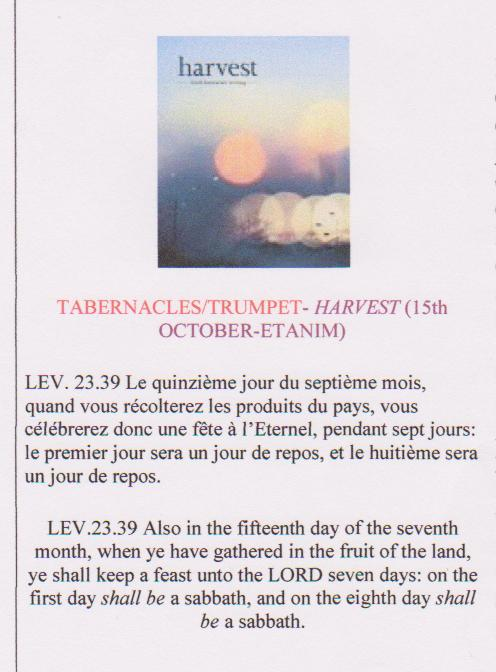 harvest
TABERNACLES/TRUMPET- HARVEST (15th
OCTOBER-ETANIM)
LEV. 23.39 Le quinzième jour du septième mois,
quand vous récolterez les produits du pays, vous
célébrerez donc une fête à l'Eternel, pendant sept jours:
le premier jour sera un jour de repos, et le huitième sera
un jour de repos.
LEV.23.39 Also in the fifteenth day of the seventh
month, when ye have gathered in the fruit of the land,
ye shall keep a feast unto the LORD seven days: on the
first day shall be a sabbath, and on the eighth day shall
be a sabbath.